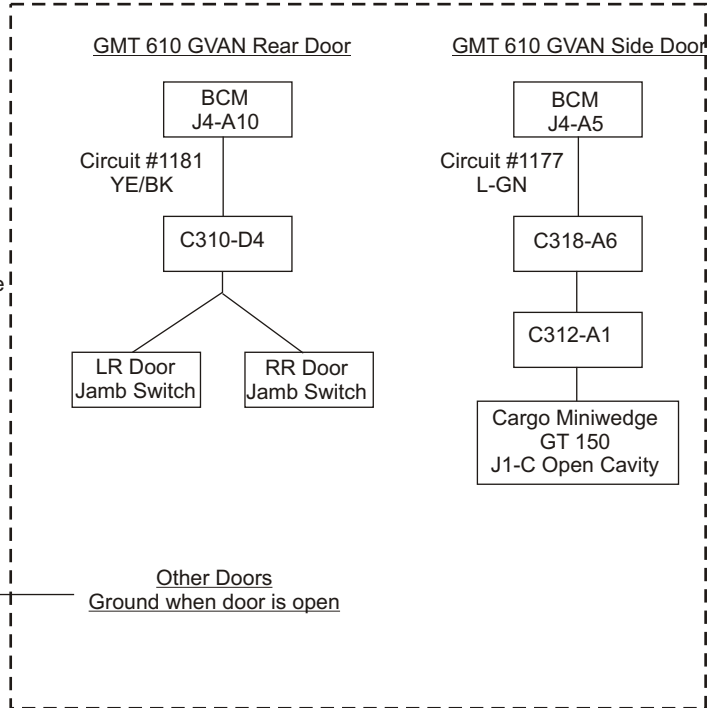 GMT 610 GVAN Rear Door
BCM
J4-A10
Circuit #1181
YE/BK
C310-D4
LR Door
Jamb Switch
RR Door
Jamb Switch
GMT 610 GVAN Side Door
BCM
J4-A5
Circuit #1177
L-GN
C318-A6
C312-A1
Cargo Miniwedge
GT 150
J1-C Open Cavity
Other Doors
Ground when door is open